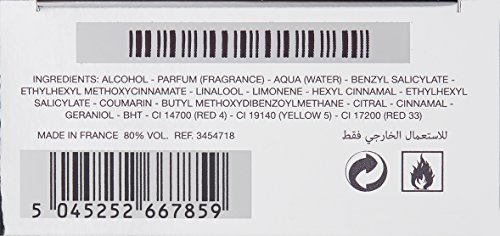 INGREDIENTS: ALCOHOL - PARFUM (FRAGRANCE) - AQUA (WATER) - BENZYL SALICYLATE -
ETHYLHEXYL METHOXYCINNAMATE - LINALOOL - LIMONENE - HEXYL CINNAMAL - ETHYLHEXYL
SALICYLATE - COUMARIN - BUTYL METHOXYDIBENZOYLMETHANE - CITRAL - CINNAMAL -
GERANIOL - BHT - CI 14700 (RED 4) - CI 19140 (YELLOW 5) - CI 17200 (RED 33)
MADE IN FRANCE 80% VOL. REF. 3454718
للاستعمال الخارجي فقط
5 045252 667859